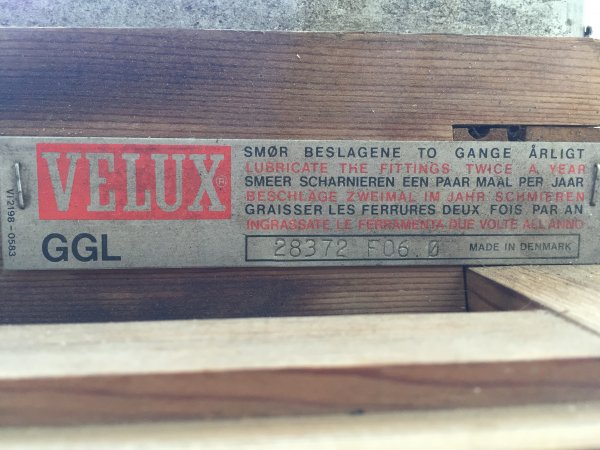 VELUX®
GGL
VI2198-0583
SMØR BESLAGENE TO GANGE ÅRLIGT
LUBRICATE THE FITTINGS TWICE A YEAR
SMEER SCHARNIEREN EEN PAAR MAAL PER JAAR
BESCHLÄGE ZWEIMAL IM JAHR SCHMIEREN
GRAISSER LES FERRURES DEUX FOIS PAR AN
INGRASSATE LE FERRAMENTA DUE VOLTE ALL'ANNO
28372 F06.0 MADE IN DENMARK